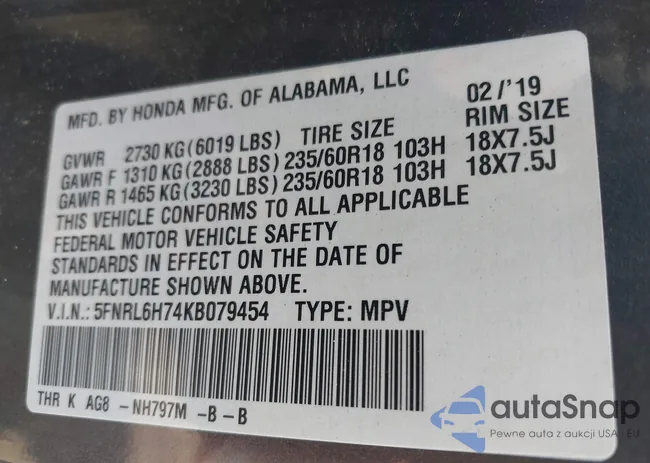 MFD. BY HONDA MFG. OF ALABAMA, LLC 02/'19
GVWR 2730 KG (6019 LBS) TIRE SIZE RIM SIZE
GAWR F 1310 KG (2888 LBS) 235/60R18 103H 18X7.5J
GAWR R 1465 KG (3230 LBS) 235/60R18 103H 18X7.5J
THIS VEHICLE CONFORMS TO ALL APPLICABLE
FEDERAL MOTOR VEHICLE SAFETY
STANDARDS IN EFFECT ON THE DATE OF
MANUFACTURE SHOWN ABOVE.
V.I.N.: 5FNRL6H74KB079454 TYPE: MPV
THR K AG8 -NH797M -B-B
autaSnap
Pewne auta z aukcji USA - EU